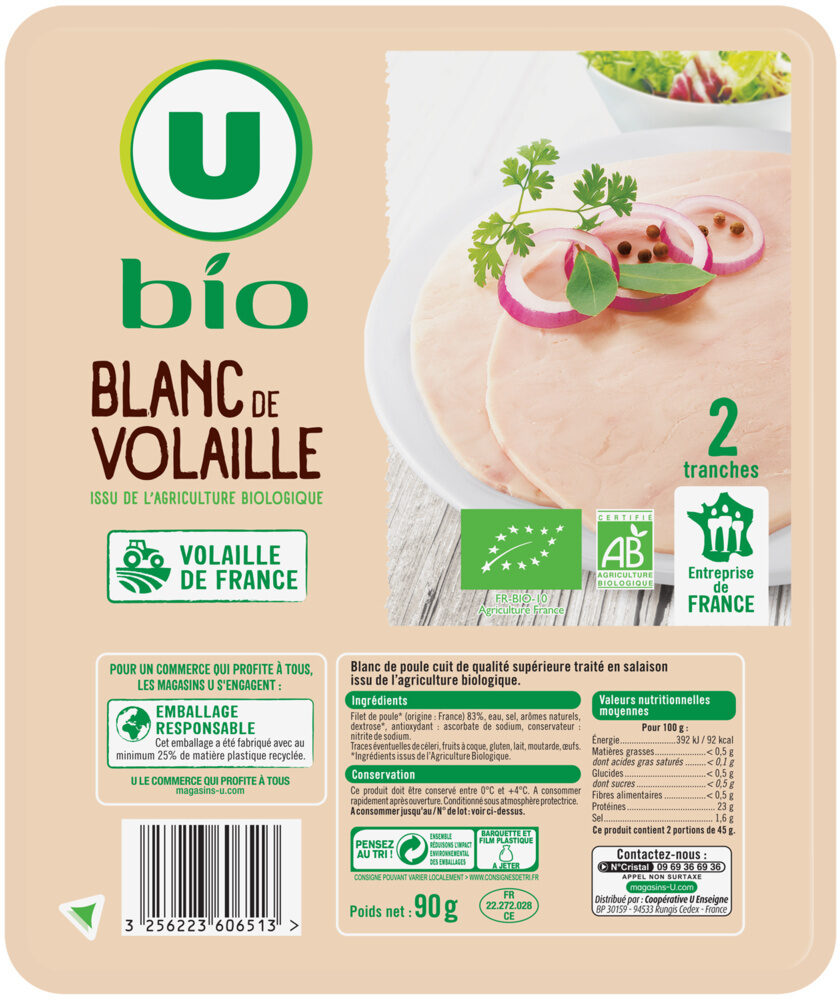 U
bio
BLANC DE
VOLAILLE
ISSU DE L'AGRICULTURE BIOLOGIQUE
VOLAILLE
DE FRANCE
2
tranches
CERTIFIÉ
AB
AGRICULTURE
BIOLOGIQUE
FR-BIO-10
Agriculture France
Entreprise
de
FRANCE
POUR UN COMMERCE QUI PROFITE À TOUS,
LES MAGASINS U S'ENGAGENT :
EMBALLAGE
RESPONSABLE
Cet emballage a été fabriqué avec au
minimum 25% de matière plastique recyclée.
U LE COMMERCE QUI PROFITE À TOUS
magasins-u.com
3 256223 606513 >
Blanc de poule cuit de qualité supérieure traité en salaison
issu de l'agriculture biologique.
Ingrédients
Filet de poule* (origine : France) 83%, eau, sel, arômes naturels,
dextrose*, antioxydant : ascorbate de sodium, conservateur :
nitrite de sodium.
Traces éventuelles de céleri, fruits à coque, gluten, lait, moutarde, œufs.
*Ingrédients issus de l'Agriculture Biologique.
Conservation
Ce produit doit être conservé entre 0°C et +4°C. A consommer
rapidement après ouverture. Conditionné sous atmosphère protectrice.
A consommer jusqu'au / N° de lot : voir ci-dessus.
PENSEZ
AU TRI !
ENSEMBLE
RÉDUISONS L'IMPACT
ENVIRONNEMENTAL
DES EMBALLAGES
BARQUETTE ET
FILM PLASTIQUE
À JETER
CONSIGNE POUVANT VARIER LOCALEMENT > WWW.CONSIGNESDETRI.FR
Poids net : 90 g
FR
22.272.028
CE
Valeurs nutritionnelles
moyennes
Pour 100 g :
Énergie....................392 kJ / 92 kcal
Matières grasses....................< 0,5 g
dont acides gras saturés ..........< 0,1 g
Glucides....................< 0,5 g
dont sucres ....................< 0,5 g
Fibres alimentaires ....................< 0,5 g
Protéines.................... 23 g
Sel.................... 1,6 g
Ce produit contient 2 portions de 45 g.
Contactez-nous :
N°Cristal 09 69 36 69 36
APPEL NON SURTAXE
magasins-U.com
Distribué par : Coopérative U Enseigne
BP 30159 - 94533 Rungis Cedex - France